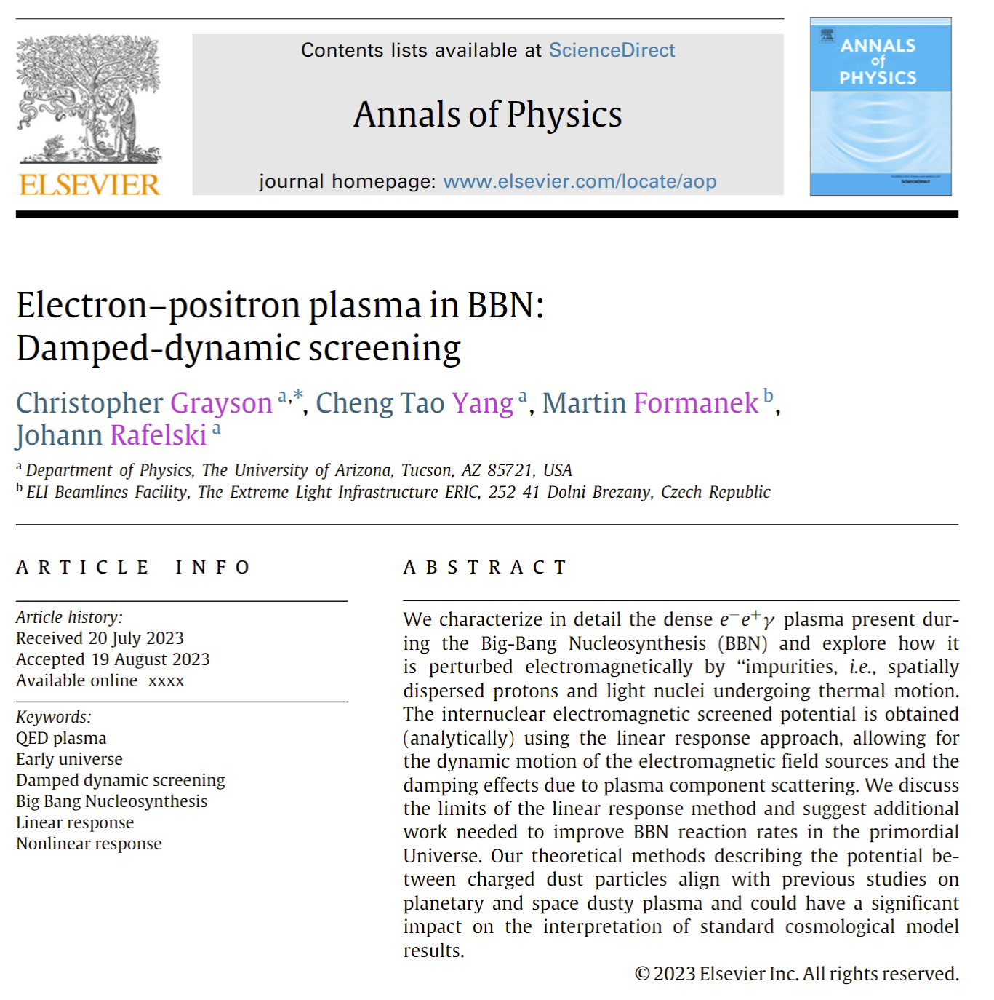 Contents lists available at ScienceDirect
Annals of Physics
journal homepage: www.elsevier.com/locate/aop
ELSEVIER
ANNALS
of
PHYSICS
ScienceDirect
Electron–positron plasma in BBN:
Damped-dynamic screening
Christopher Grayson a,*, Cheng Tao Yang a, Martin Formanek b,
Johann Rafelski a
a Department of Physics, The University of Arizona, Tucson, AZ 85721, USA
b ELI Beamlines Facility, The Extreme Light Infrastructure ERIC, 252 41 Dolni Brezany, Czech Republic
ARTICLE INFO
Article history:
Received 20 July 2023
Accepted 19 August 2023
Available online xxxx
Keywords:
QED plasma
Early universe
Damped dynamic screening
Big Bang Nucleosynthesis
Linear response
Nonlinear response
ABSTRACT
We characterize in detail the dense e−e+γ plasma present dur-
ing the Big-Bang Nucleosynthesis (BBN) and explore how it
is perturbed electromagnetically by “impurities, i.e., spatially
dispersed protons and light nuclei undergoing thermal motion.
The internuclear electromagnetic screened potential is obtained
(analytically) using the linear response approach, allowing for
the dynamic motion of the electromagnetic field sources and the
damping effects due to plasma component scattering. We discuss
the limits of the linear response method and suggest additional
work needed to improve BBN reaction rates in the primordial
Universe. Our theoretical methods describing the potential be-
tween charged dust particles align with previous studies on
planetary and space dusty plasma and could have a significant
impact on the interpretation of standard cosmological model
results.
© 2023 Elsevier Inc. All rights reserved.